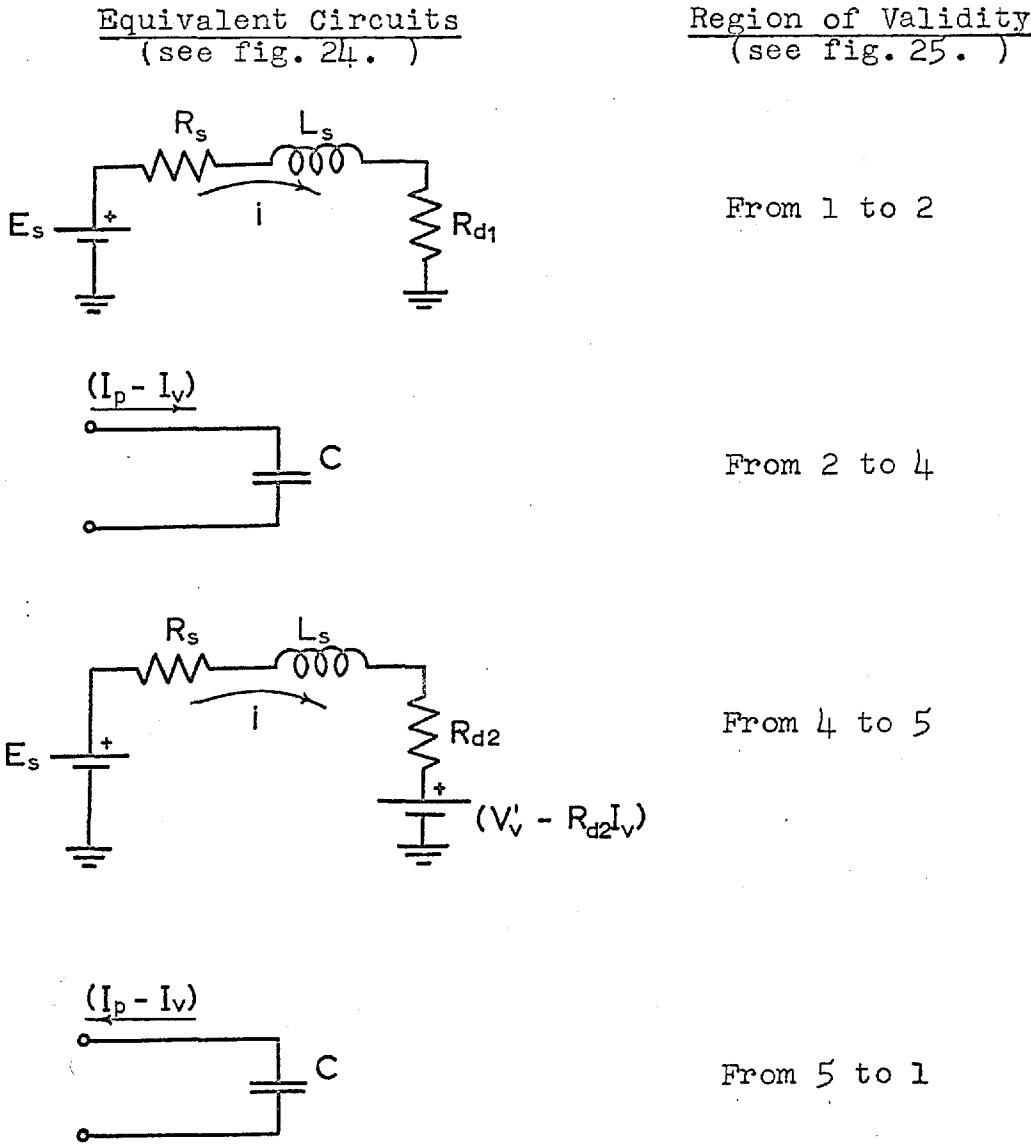 Equivalent Circuits
(see fig. 24. )
Region of Validity
(see fig. 25. )
R_s
L_s
i
E_s
+
R_d1
From 1 to 2
(I_p - I_v)
C
From 2 to 4
R_s
L_s
i
E_s
+
R_d2
+
(V'_v - R_d2 I_v)
From 4 to 5
(I_p - I_v)
C
From 5 to 1